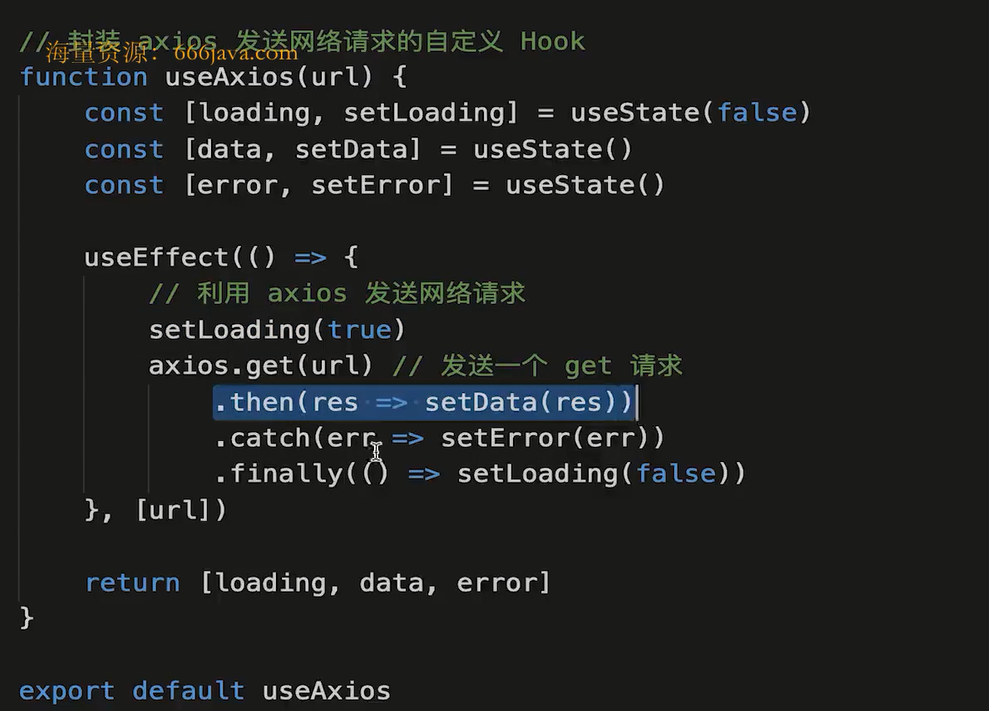 // 封装 axios 发送网络请求的自定义 Hook
海量资源：666java.com
function useAxios(url) {
const [loading, setLoading] = useState(false)
const [data, setData] = useState()
const [error, setError] = useState()
useEffect(() => {
// 利用 axios 发送网络请求
setLoading(true)
axios.get(url) // 发送一个 get 请求
.then(res => setData(res))
.catch(err => setError(err))
.finally(() => setLoading(false))
}, [url])
return [loading, data, error]
}
export default useAxios